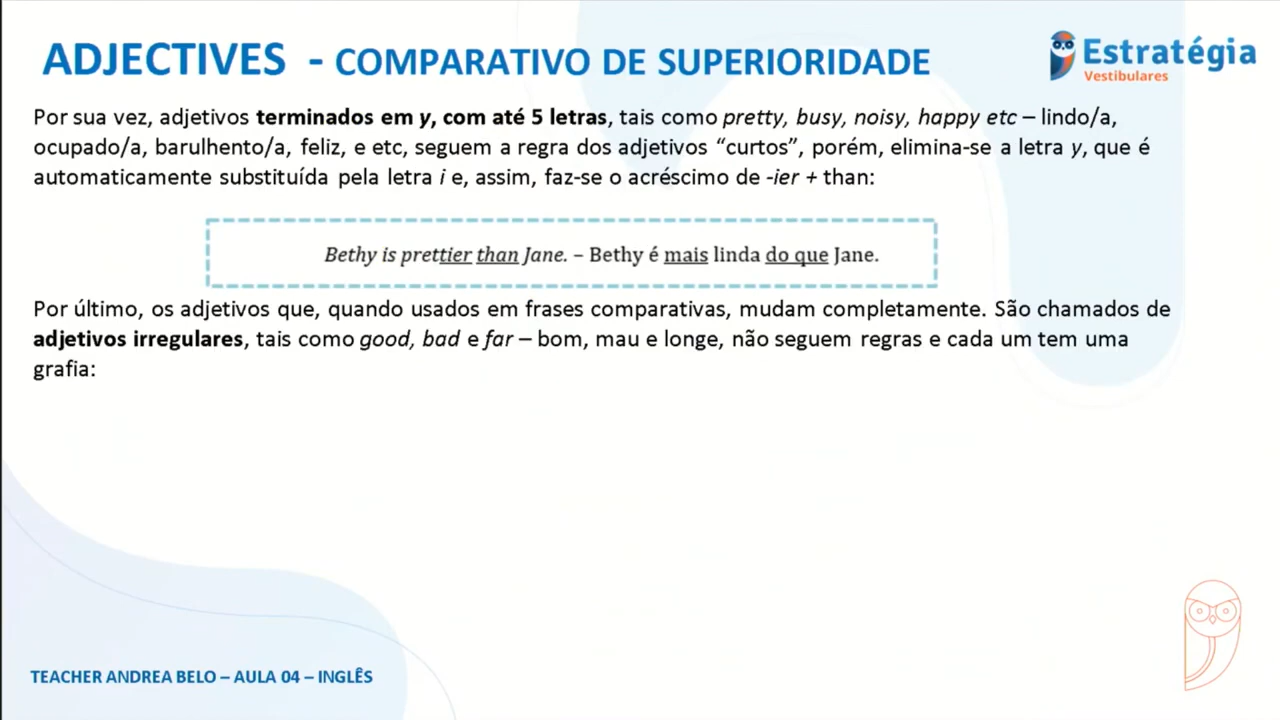 ADJECTIVES - COMPARATIVO DE SUPERIORIDADE
Estratégia
Vestibulares
Por sua vez, adjetivos terminados em y, com até 5 letras, tais como pretty, busy, noisy, happy etc – lindo/a,
ocupado/a, barulhento/a, feliz, e etc, seguem a regra dos adjetivos “curtos”, porém, elimina-se a letra y, que é
automaticamente substituída pela letra i e, assim, faz-se o acréscimo de -ier + than:
Bethy is prettier than Jane. – Bethy é mais linda do que Jane.
Por último, os adjetivos que, quando usados em frases comparativas, mudam completamente. São chamados de
adjetivos irregulares, tais como good, bad e far – bom, mau e longe, não seguem regras e cada um tem uma
grafia:
TEACHER ANDREA BELO – AULA 04 – INGLÊS